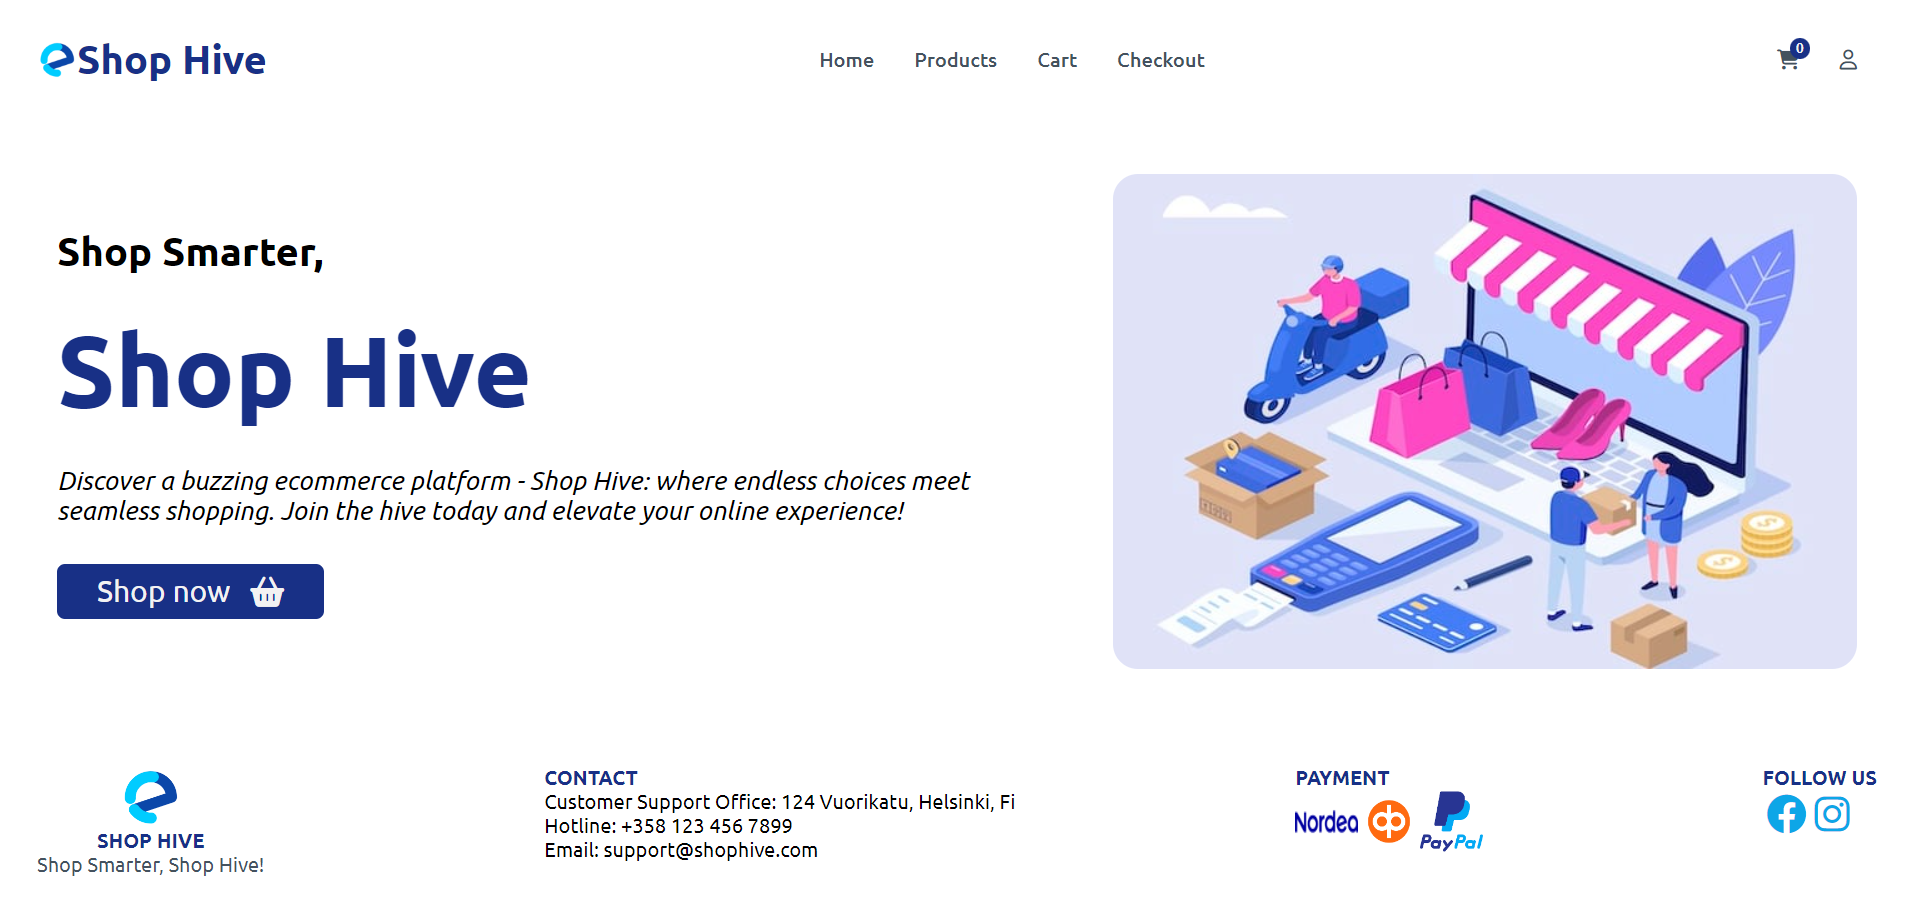 Shop Hive
Home Products Cart Checkout
0
Shop Smarter,
Shop Hive
Discover a buzzing ecommerce platform - Shop Hive: where endless choices meet
seamless shopping. Join the hive today and elevate your online experience!
Shop now
SHOP HIVE
Shop Smarter, Shop Hive!
CONTACT
Customer Support Office: 124 Vuorikatu, Helsinki, Fi
Hotline: +358 123 456 7899
Email: support@shophive.com
PAYMENT
Nordea
PayPal
FOLLOW US